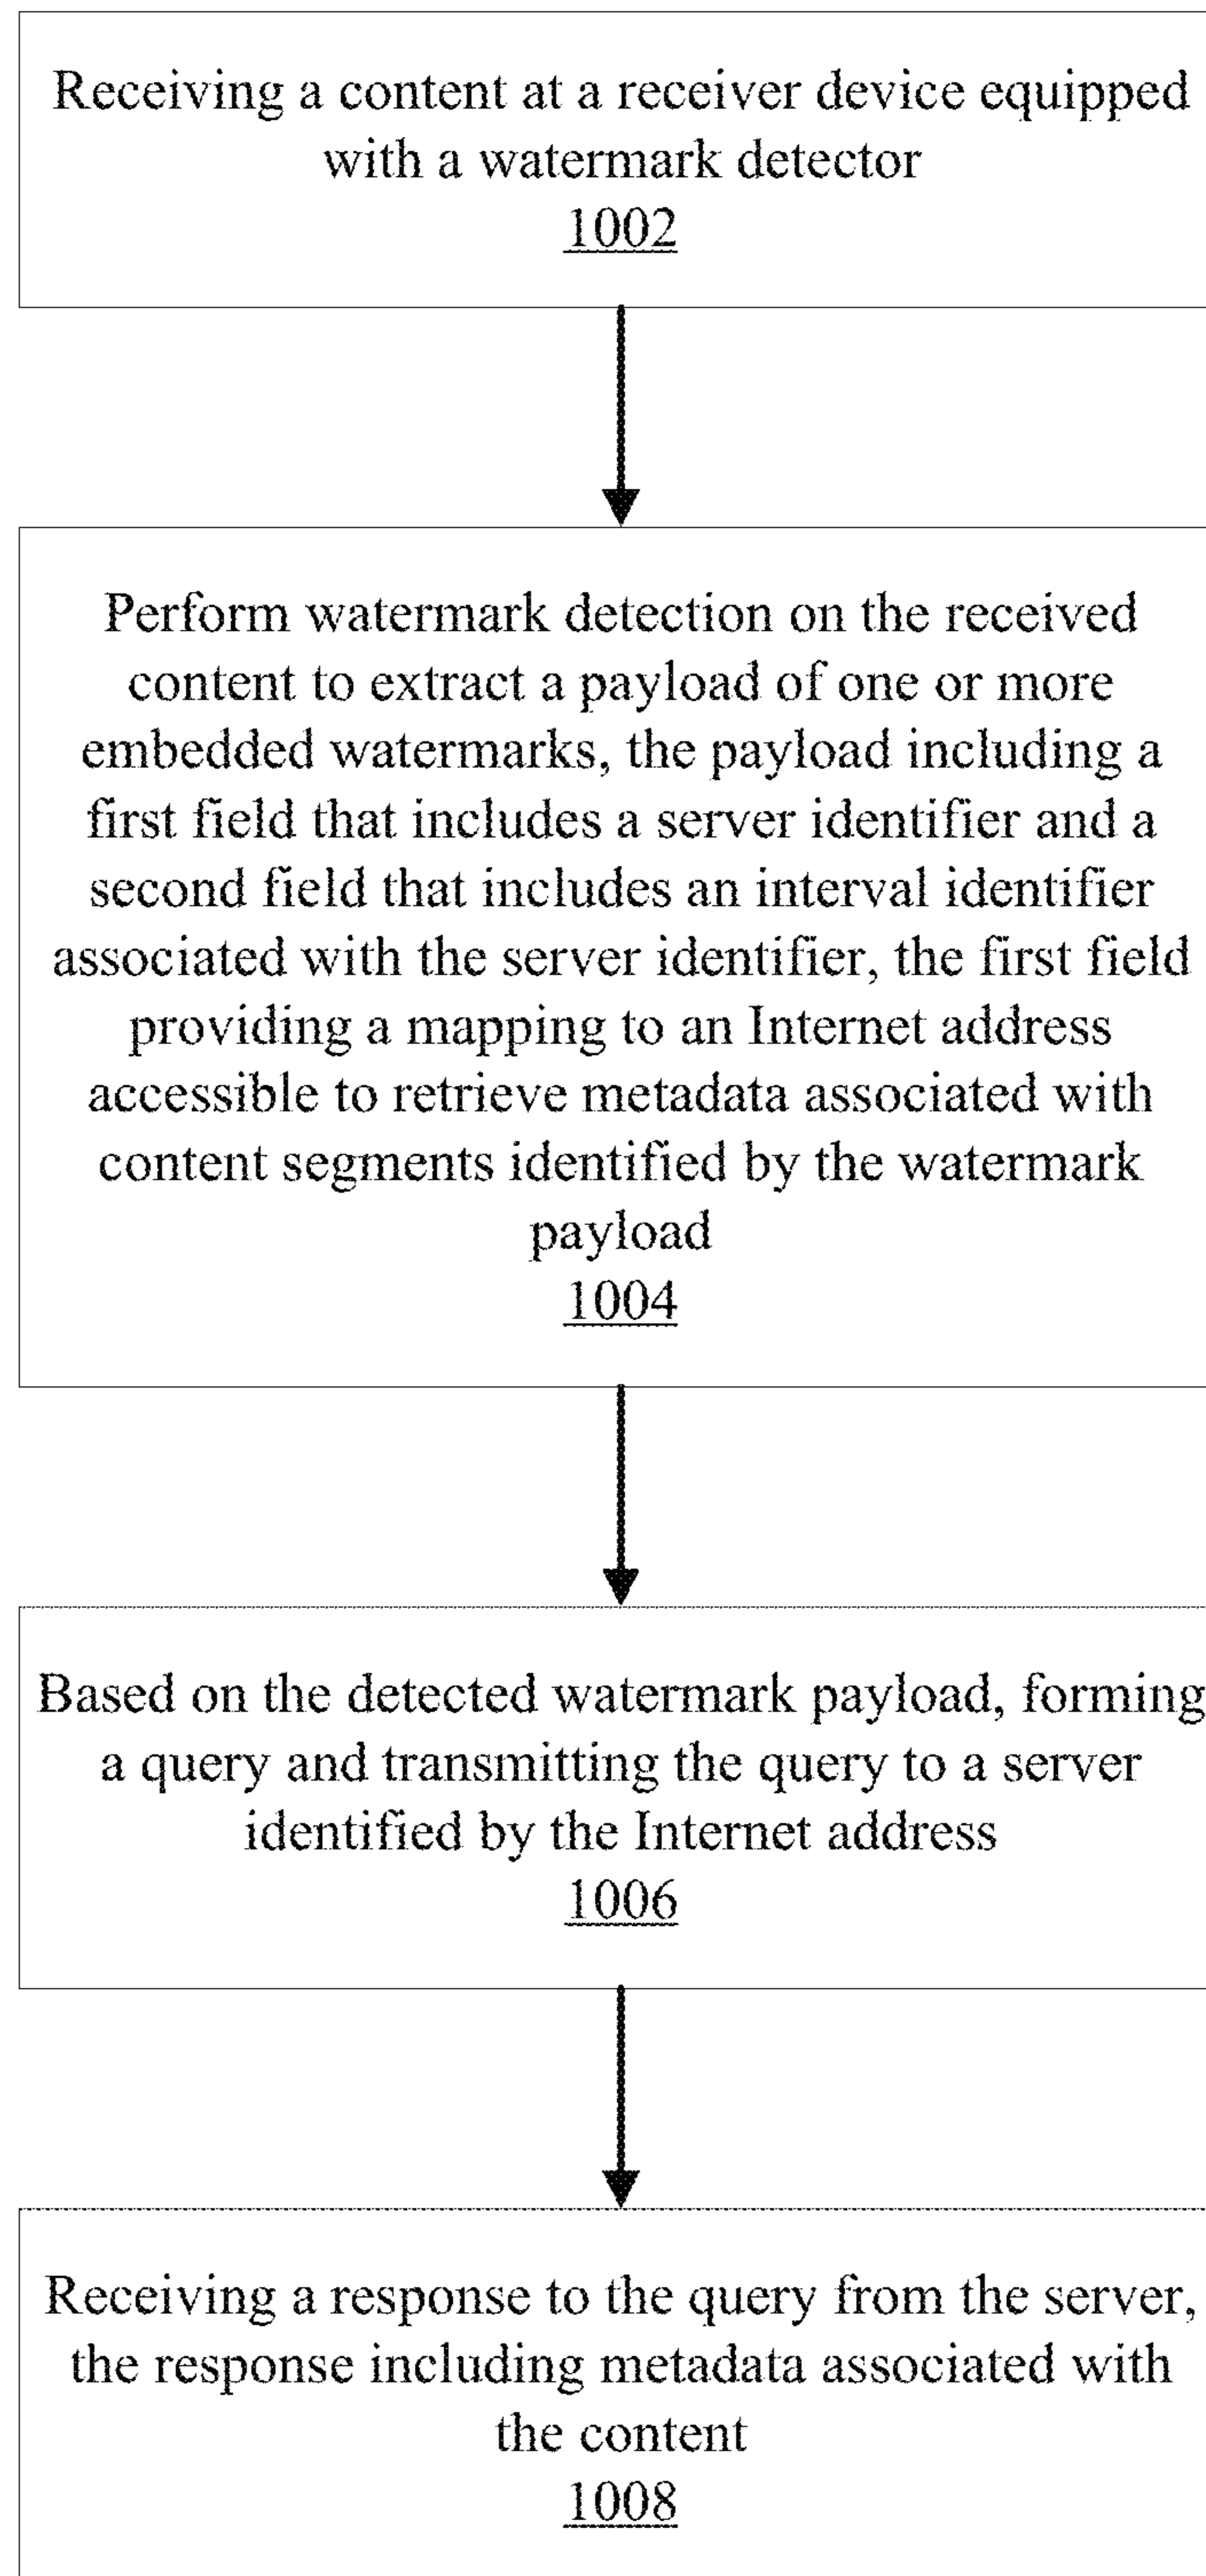 Receiving a content at a receiver device equipped
with a watermark detector
1002
Perform watermark detection on the received
content to extract a payload of one or more
embedded watermarks, the payload including a
first field that includes a server identifier and a
second field that includes an interval identifier
associated with the server identifier, the first field
providing a mapping to an Internet address
accessible to retrieve metadata associated with
content segments identified by the watermark
payload
1004
Based on the detected watermark payload, forming
a query and transmitting the query to a server
identified by the Internet address
1006
Receiving a response to the query from the server,
the response including metadata associated with
the content
1008